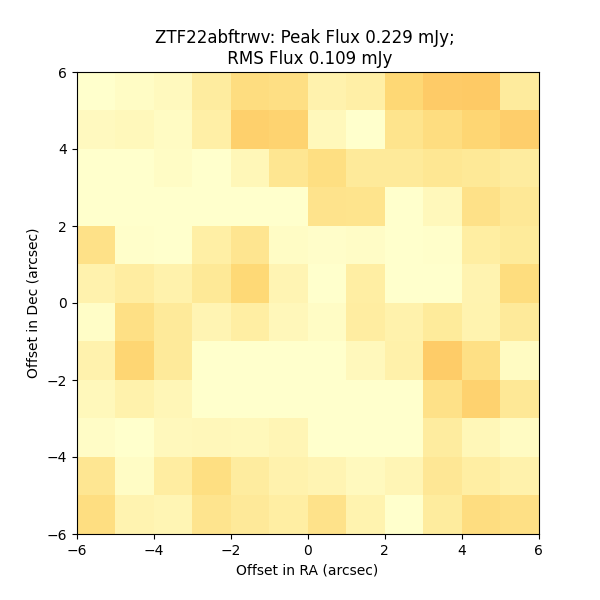 ZTF22abftrwv: Peak Flux 0.229 mJy;
RMS Flux 0.109 mJy
6
4
2
0
−2
−4
−6
Offset in Dec (arcsec)
−6 −4 −2 0 2 4 6
Offset in RA (arcsec)